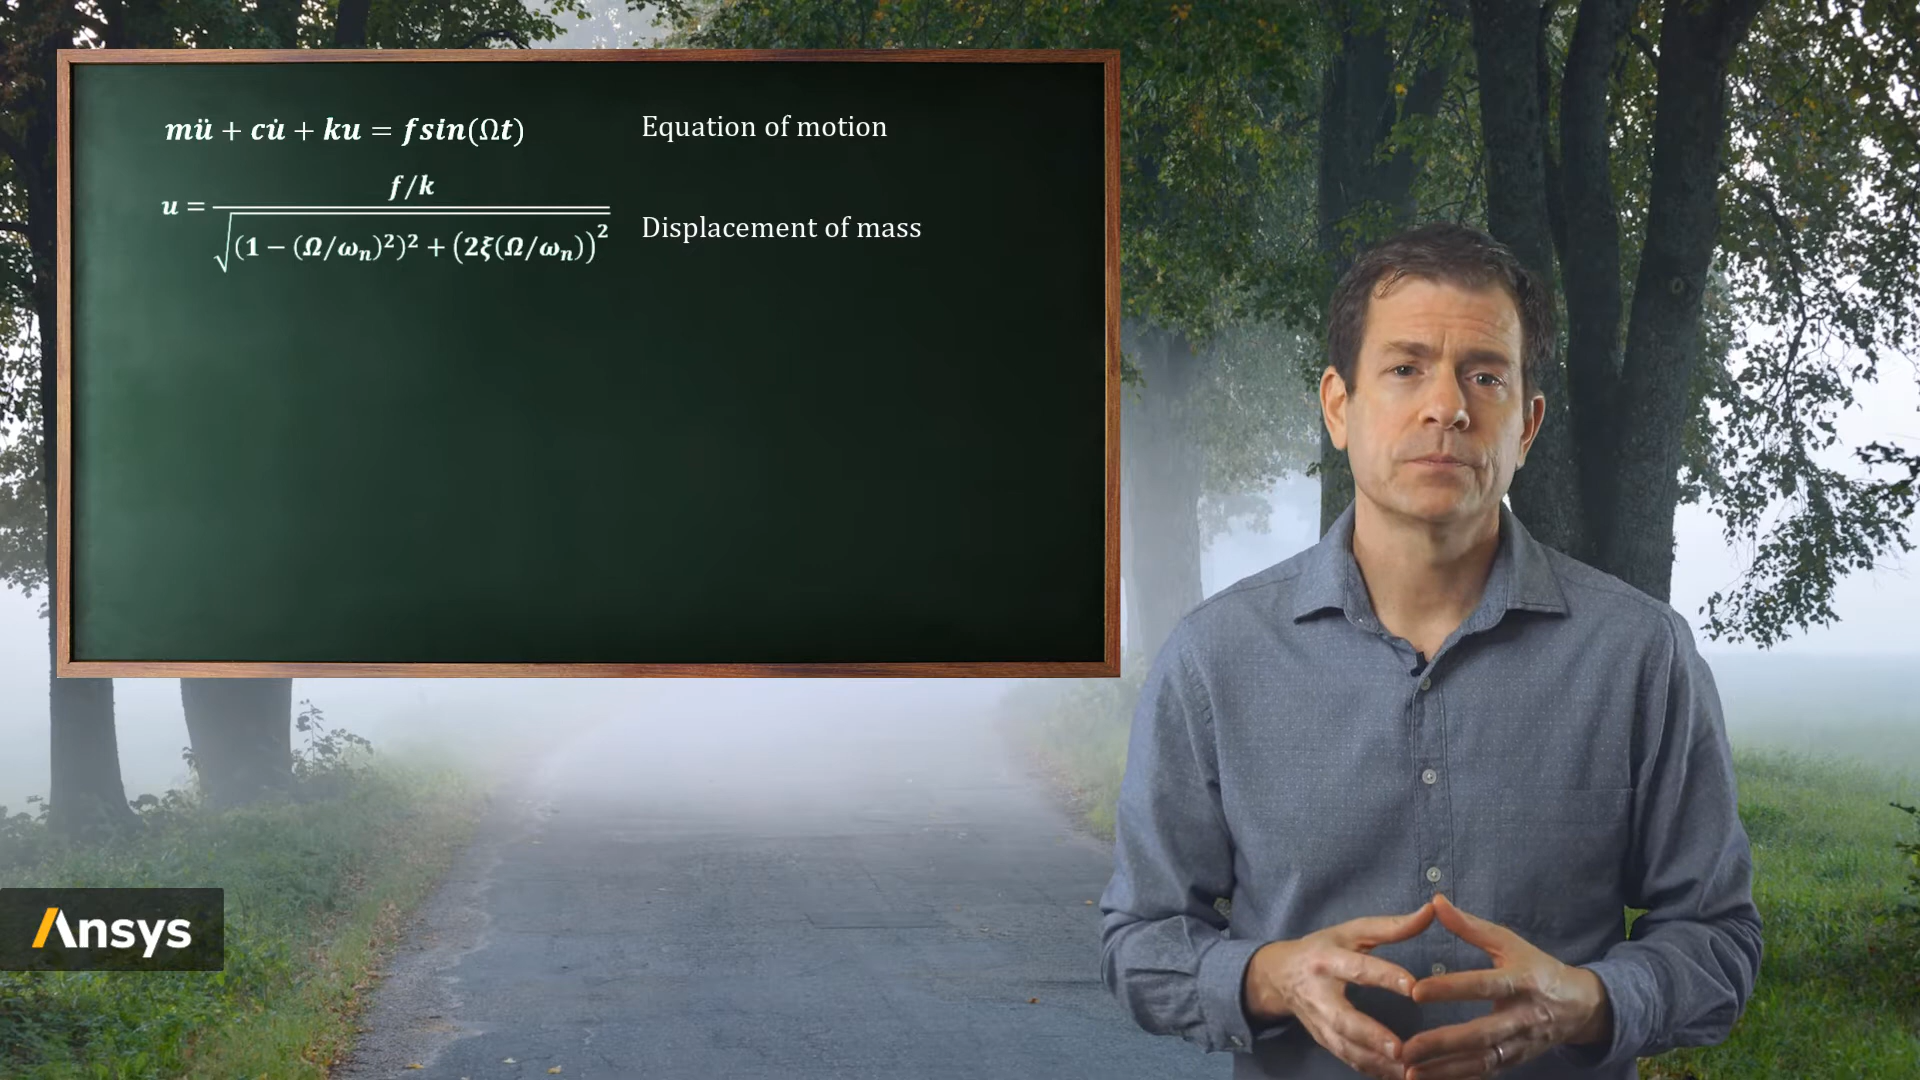 mü + cu̇ + ku = fsin(Ωt) Equation of motion
u = (f/k) / √((1 − (Ω/ωₙ)²)² + (2ξ(Ω/ωₙ))²) Displacement of mass
Ansys